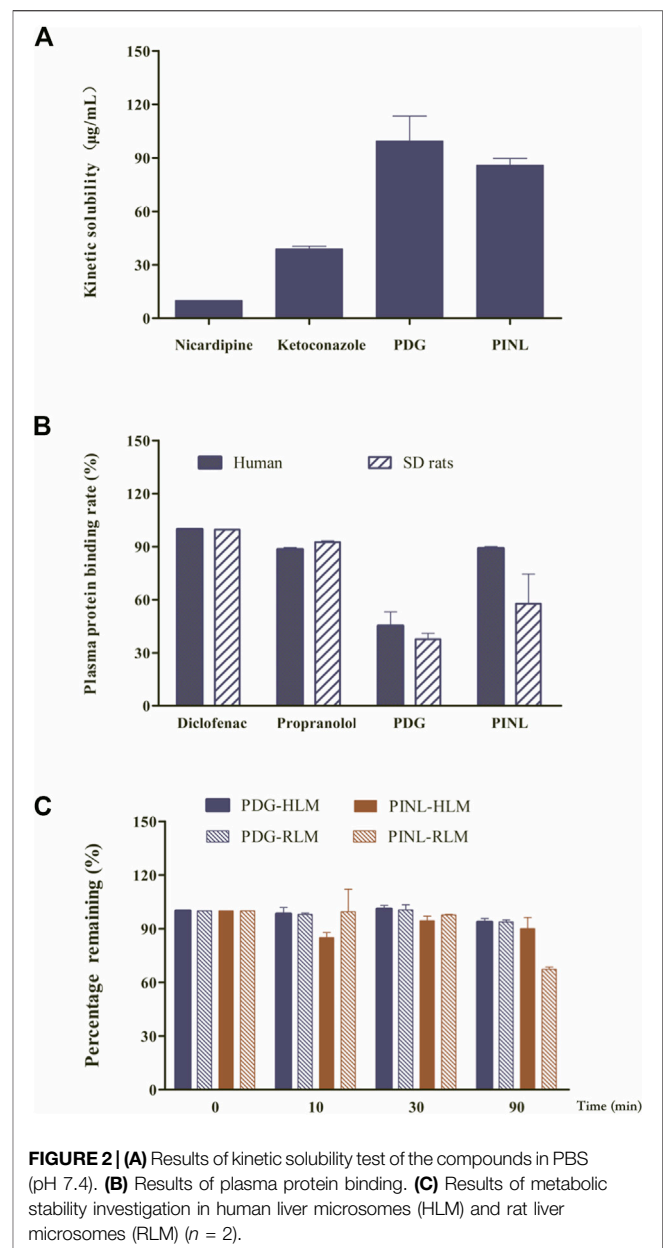 A
150
120
90
60
30
0
Kinetic solubility （μg/mL）
Nicardipine Ketoconazole PDG PINL
B
150
120
90
60
30
0
Plasma protein binding rate (%)
Human SD rats
Diclofenac Propranolol PDG PINL
C
PDG-HLM PINL-HLM
PDG-RLM PINL-RLM
150
120
90
60
30
0
Percentage remaining (%)
0 10 30 90 Time (min)
FIGURE 2 | (A) Results of kinetic solubility test of the compounds in PBS
(pH 7.4). (B) Results of plasma protein binding. (C) Results of metabolic
stability investigation in human liver microsomes (HLM) and rat liver
microsomes (RLM) (n = 2).